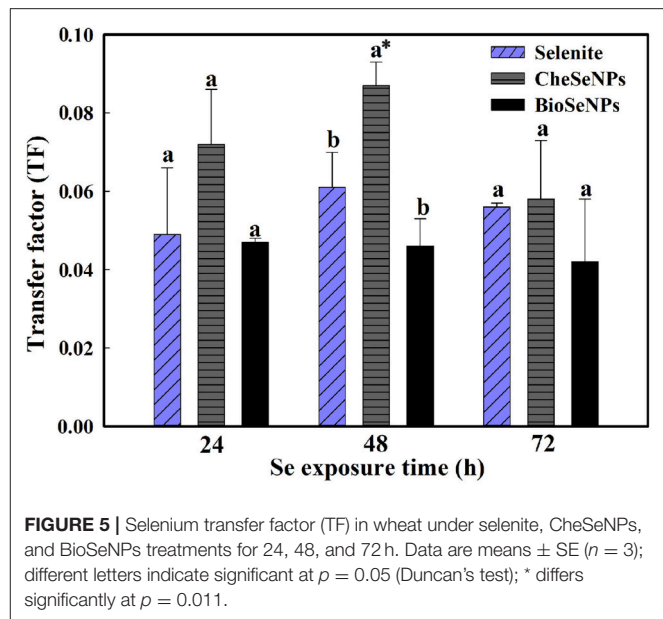 0.10
0.08
0.06
0.04
0.02
0.00
Transfer factor (TF)
Selenite
CheSeNPs
BioSeNPs
a
a
a
b
a*
b
a
a
a
24
48
72
Se exposure time (h)
FIGURE 5 | Selenium transfer factor (TF) in wheat under selenite, CheSeNPs,
and BioSeNPs treatments for 24, 48, and 72 h. Data are means ± SE (n = 3);
different letters indicate significant at p = 0.05 (Duncan's test); * differs
significantly at p = 0.011.